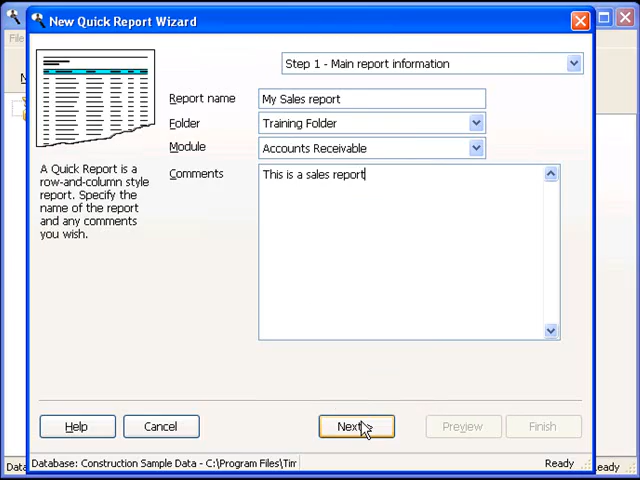 New Quick Report Wizard
File
Step 1 - Main report information
Report name
My Sales report
Folder
Training Folder
Module
Accounts Receivable
Comments
This is a sales report
A Quick Report is a
row-and-column style
report. Specify the
name of the report
and any comments
you wish.
Help
Cancel
Next >
Preview
Finish
Database: Construction Sample Data - C:\Program Files\Tim
Ready